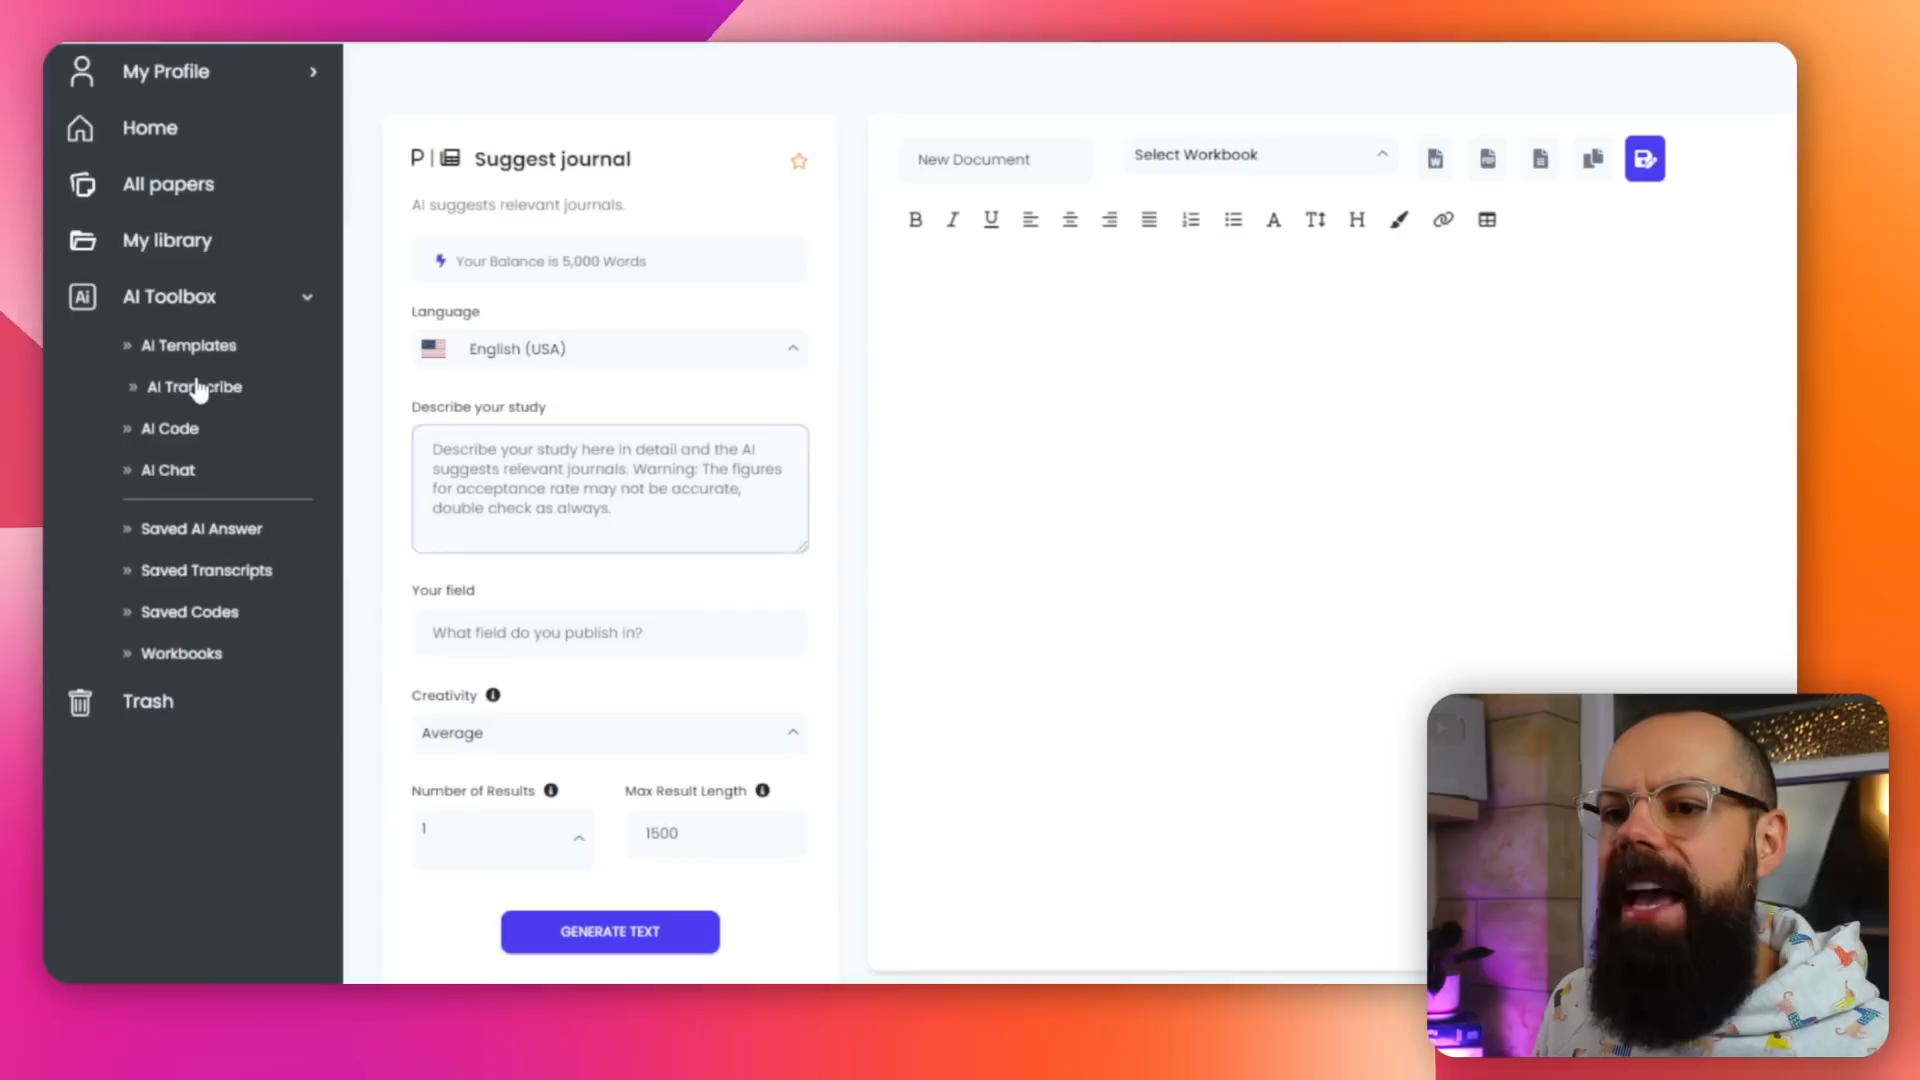 My Profile
Home
All papers
My library
Ai
AI Toolbox
» AI Templates
» AI Transcribe
» AI Code
» AI Chat
» Saved AI Answer
» Saved Transcripts
» Saved Codes
» Workbooks
Trash
P | Suggest journal
AI suggests relevant journals.
Your Balance is 5,000 Words
Language
English (USA)
Describe your study
Describe your study here in detail and the AI
suggests relevant journals. Warning: The figures
for acceptance rate may not be accurate,
double check as always.
Your field
What field do you publish in?
Creativity
Average
Number of Results
Max Result Length
1
1500
GENERATE TEXT
New Document
Select Workbook
W
PDF
B I U A T H